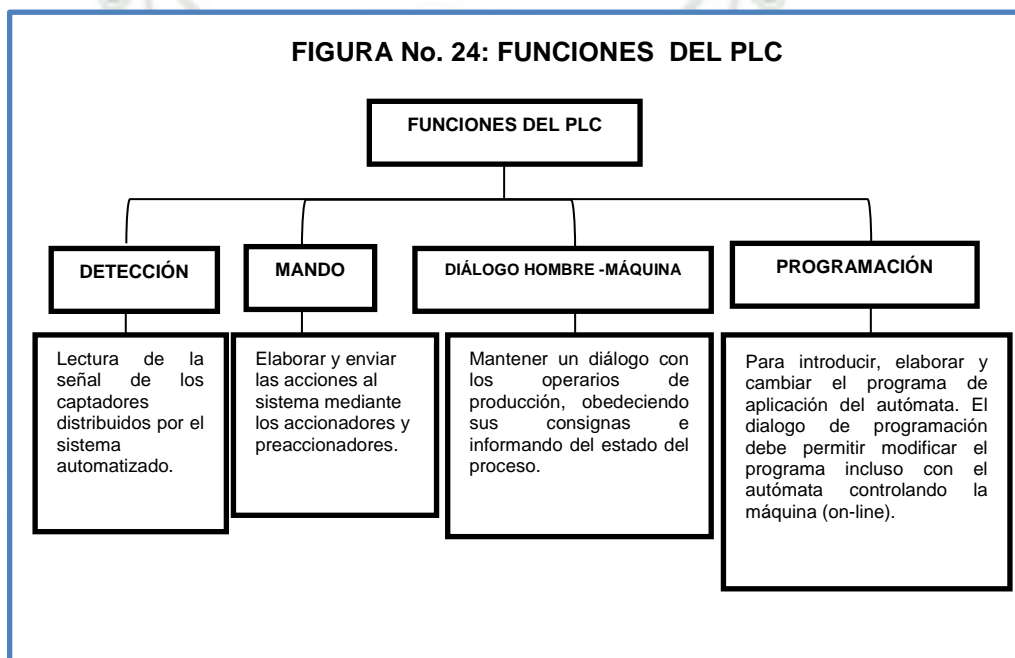 FIGURA No. 24: FUNCIONES DEL PLC
FUNCIONES DEL PLC
DETECCIÓN
Lectura de la
señal de los
captadores
distribuidos por el
sistema
automatizado.
MANDO
Elaborar y enviar
las acciones al
sistema mediante
los accionadores y
preaccionadores.
DIÁLOGO HOMBRE -MÁQUINA
Mantener un diálogo con
los operarios de
producción, obedeciendo
sus consignas e
informando del estado del
proceso.
PROGRAMACIÓN
Para introducir, elaborar y
cambiar el programa de
aplicación del autómata. El
dialogo de programación
debe permitir modificar el
programa incluso con el
autómata controlando la
máquina (on-line).